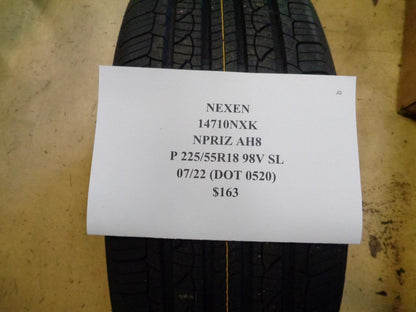 NEXEN
14710NXK
NPRIZ AH8
P 225/55R18 98V SL
07/22 (DOT 0520)
$163